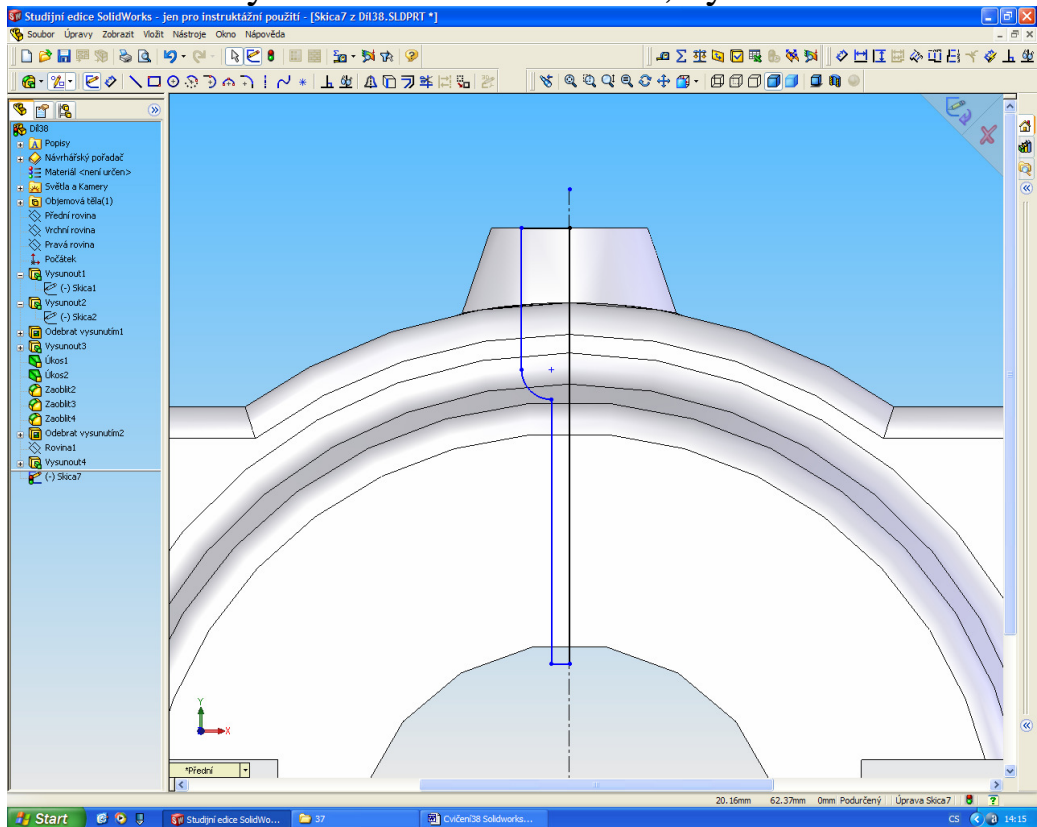 Studijní edice SolidWorks - jen pro instruktážní použití - [Skica7 z Díl38.SLDPRT *]
Soubor Úpravy Zobrazit Vložit Nástroje Okno Nápověda
Díl38
Popisy
Návrhářský pořadač
Materiál <není určen>
Světla a Kamery
Objemová těla(1)
Přední rovina
Vrchní rovina
Pravá rovina
Počátek
Vysunout1
(-) Skica1
Vysunout2
(-) Skica2
Odebrat vysunutím1
Vysunout3
Úkos1
Úkos2
Zaoblit2
Zaoblit3
Zaoblit4
Odebrat vysunutím2
Rovina1
Vysunout4
(-) Skica7
Y
X
*Přední
20.16mm 62.37mm 0mm Podurčený Úprava Skica7
Start Studijní edice SolidWo... 37 Cvičení38 Solidworks... CS 14:15